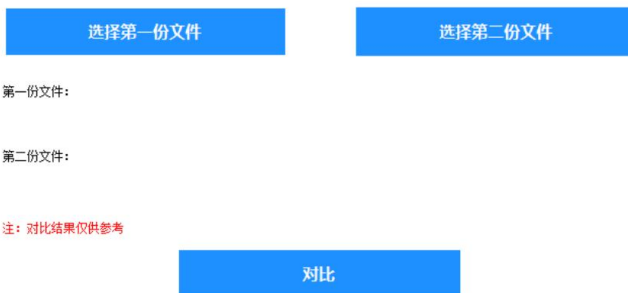 选择第一份文件
选择第二份文件
第一份文件：
第二份文件：
注：对比结果仅供参考
对比